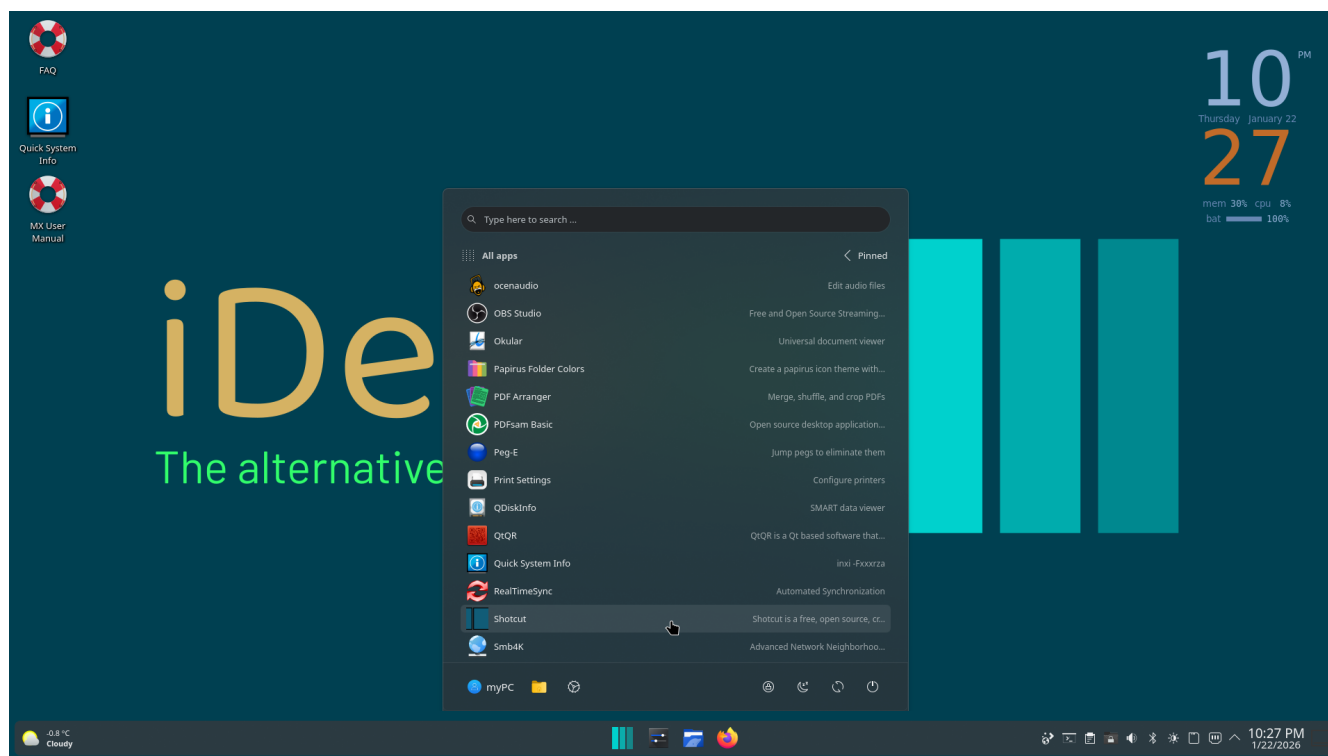 FAQ
Quick System
Info
MX User
Manual
10 PM
Thursday January 22
27
mem 30% cpu 8%
bat 100%
iDe
The alternative
Type here to search ...
All apps
Pinned
ocenaudio Edit audio files
OBS Studio Free and Open Source Streaming...
Okular Universal document viewer
Papirus Folder Colors Create a papirus icon theme with...
PDF Arranger Merge, shuffle, and crop PDFs
PDFsam Basic Open source desktop application...
Peg-E Jump pegs to eliminate them
Print Settings Configure printers
QDiskInfo SMART data viewer
QtQR QtQR is a Qt based software that...
Quick System Info inxi -Fxxxrza
RealTimeSync Automated Synchronization
Shotcut Shotcut is a free, open source, cr...
Smb4K Advanced Network Neighborhoo...
myPC
-0.8 °C
Cloudy
10:27 PM
1/22/2026